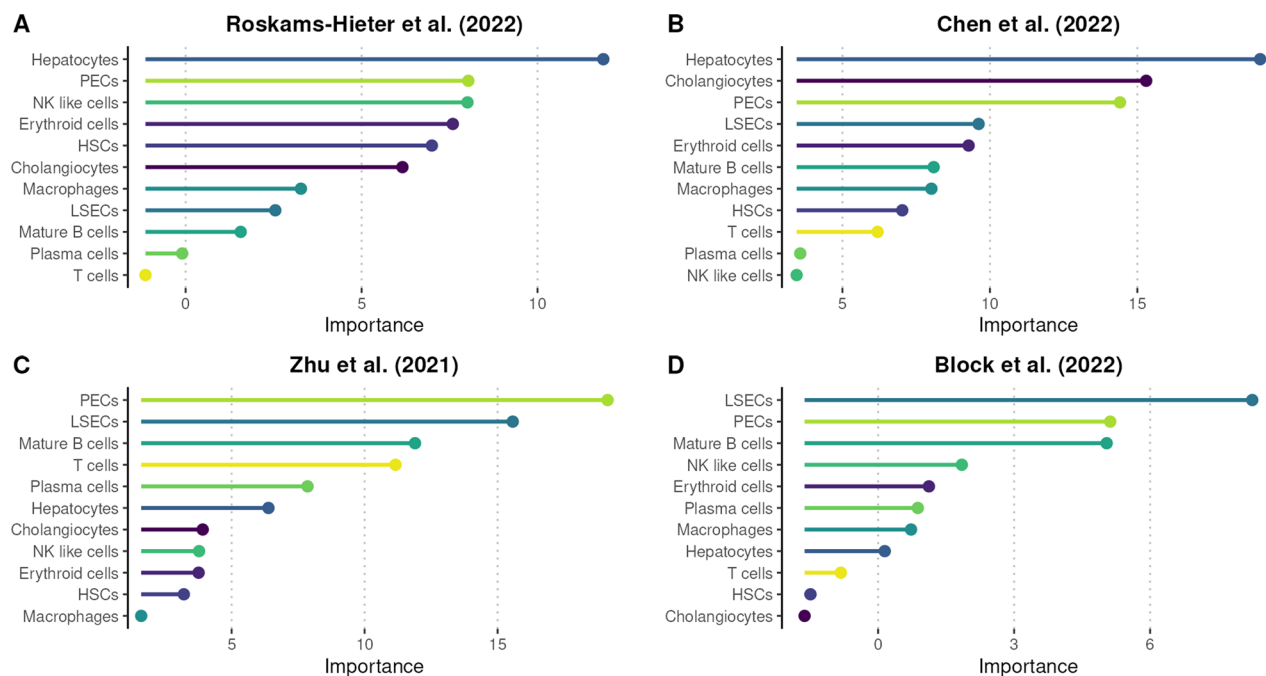 A
Roskams-Hieter et al. (2022)
Hepatocytes
PECs
NK like cells
Erythroid cells
HSCs
Cholangiocytes
Macrophages
LSECs
Mature B cells
Plasma cells
T cells
0 5 10
Importance
B
Chen et al. (2022)
Hepatocytes
Cholangiocytes
PECs
LSECs
Erythroid cells
Mature B cells
Macrophages
HSCs
T cells
Plasma cells
NK like cells
5 10 15
Importance
C
Zhu et al. (2021)
PECs
LSECs
Mature B cells
T cells
Plasma cells
Hepatocytes
Cholangiocytes
NK like cells
Erythroid cells
HSCs
Macrophages
5 10 15
Importance
D
Block et al. (2022)
LSECs
PECs
Mature B cells
NK like cells
Erythroid cells
Plasma cells
Macrophages
Hepatocytes
T cells
HSCs
Cholangiocytes
0 3 6
Importance